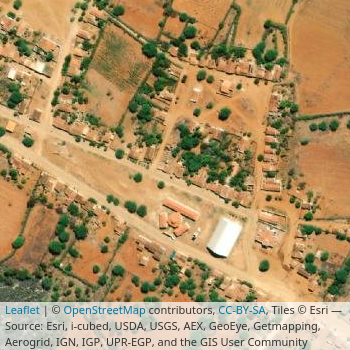 Leaflet | © OpenStreetMap contributors, CC-BY-SA, Tiles © Esri —
Source: Esri, i-cubed, USDA, USGS, AEX, GeoEye, Getmapping,
Aerogrid, IGN, IGP, UPR-EGP, and the GIS User Community